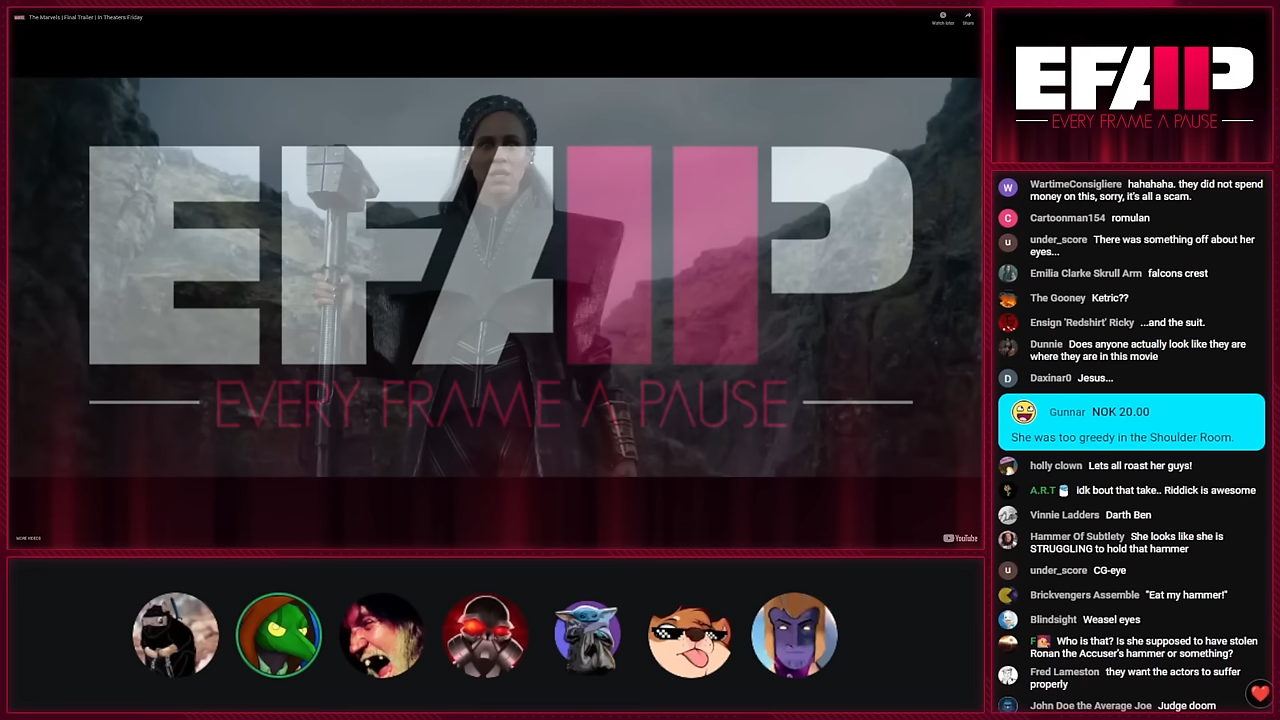 The Marvels | Final Trailer | In Theaters Friday
Watch later
Share
EFAP
EVERY FRAME A PAUSE
MORE VIDEOS
YouTube
EFAP
EVERY FRAME A PAUSE
W WartimeConsigliere hahahaha. they did not spend
money on this, sorry, it's all a scam.
C Cartoonman154 romulan
u under_score There was something off about her
eyes...
Emilia Clarke Skrull Arm falcons crest
The Gooney Ketric??
Ensign 'Redshirt' Ricky ...and the suit.
Dunnie Does anyone actually look like they are
where they are in this movie
D Daxinar0 Jesus...
Gunnar NOK 20.00
She was too greedy in the Shoulder Room.
holly clown Lets all roast her guys!
A.R.T idk bout that take.. Riddick is awesome
Vinnie Ladders Darth Ben
Hammer Of Subtlety She looks like she is
STRUGGLING to hold that hammer
u under_score CG-eye
Brickvengers Assemble "Eat my hammer!"
Blindsight Weasel eyes
F Who is that? Is she supposed to have stolen
Ronan the Accuser's hammer or something?
Fred Lameston they want the actors to suffer
properly
John Doe the Average Joe Judge doom